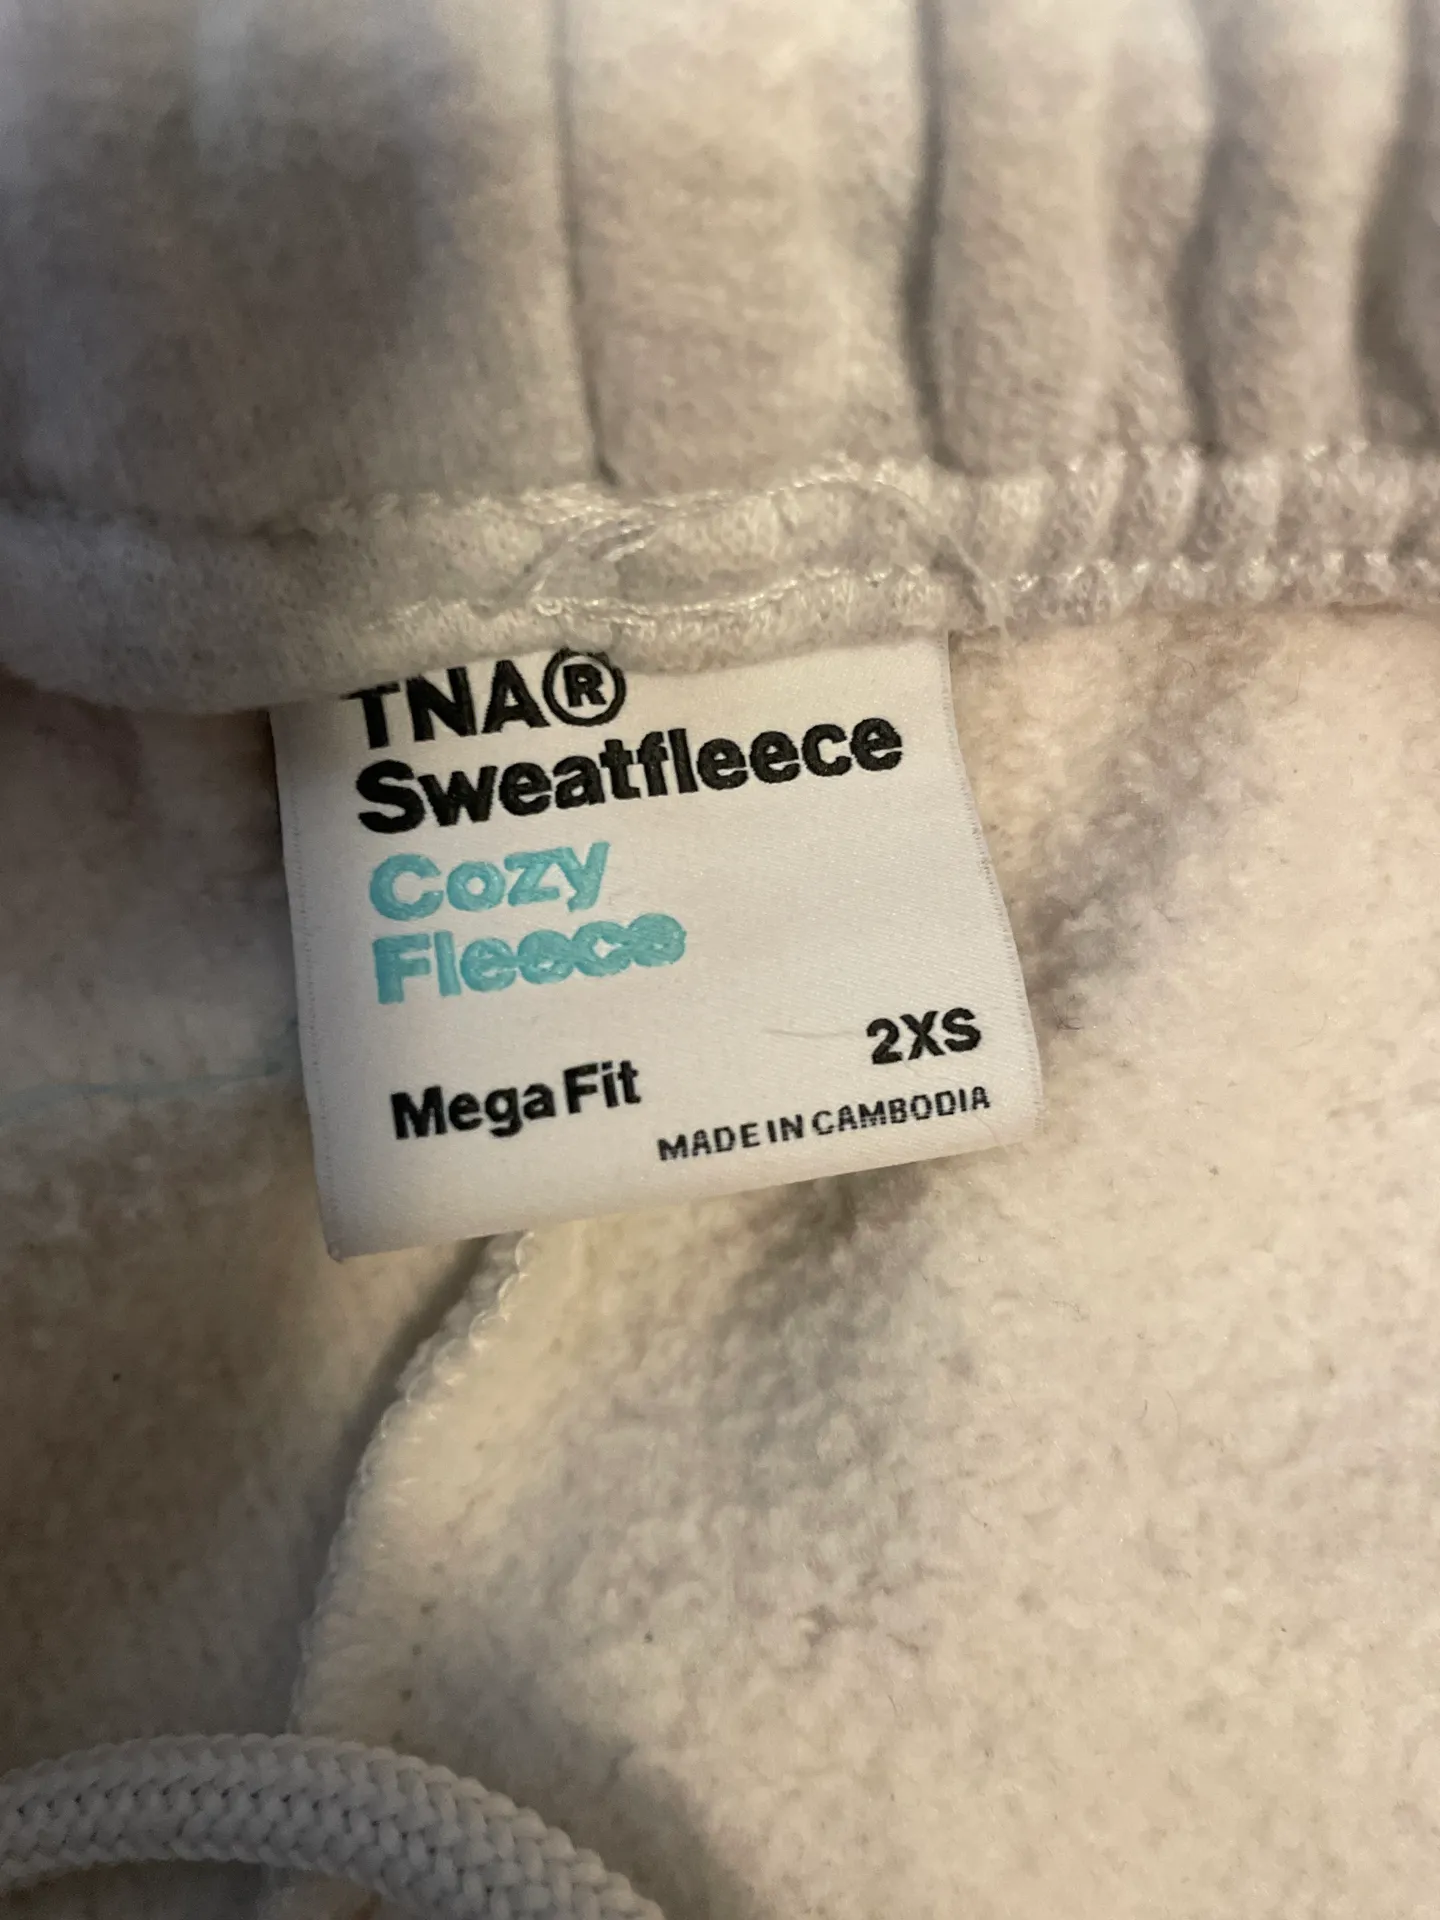 TNA®
Sweatfleece
Cozy
Fleece
2XS
Mega Fit
MADE IN CAMBODIA